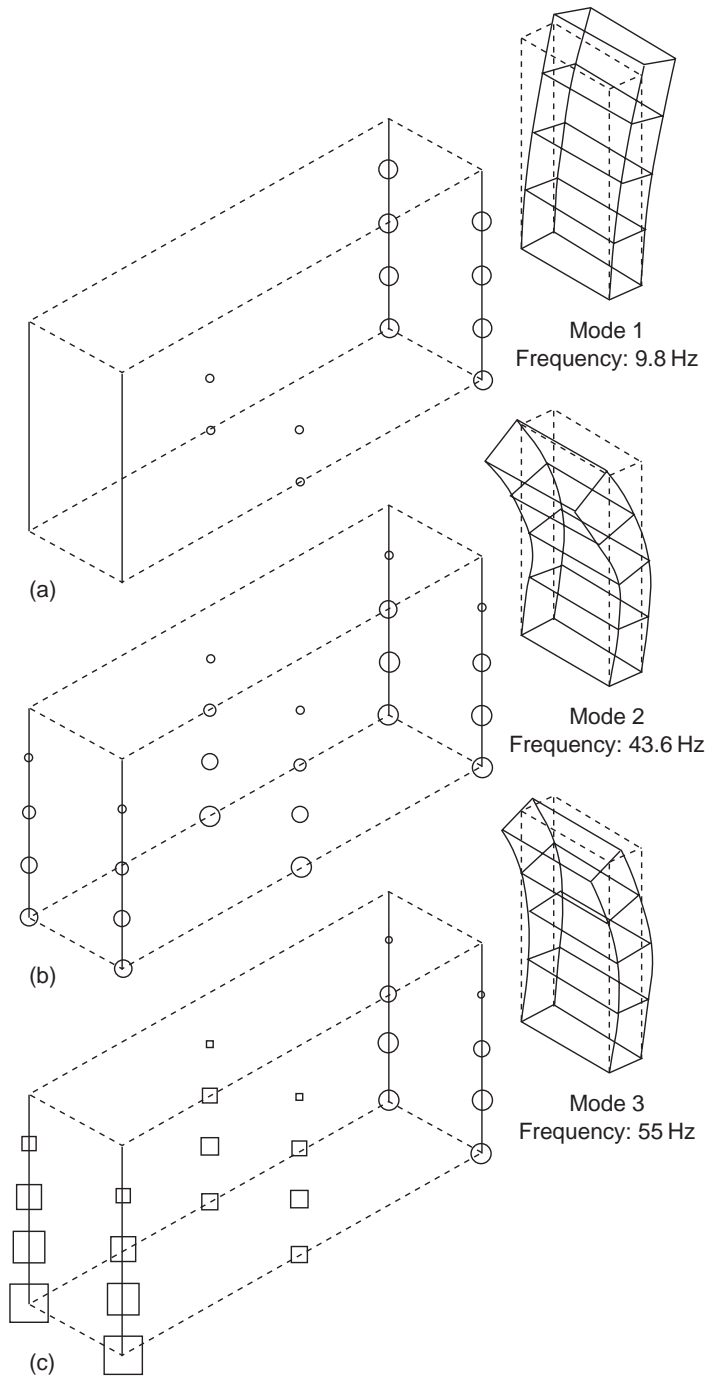 Mode 1
Frequency: 9.8 Hz
(a)
Mode 2
Frequency: 43.6 Hz
(b)
Mode 3
Frequency: 55 Hz
(c)